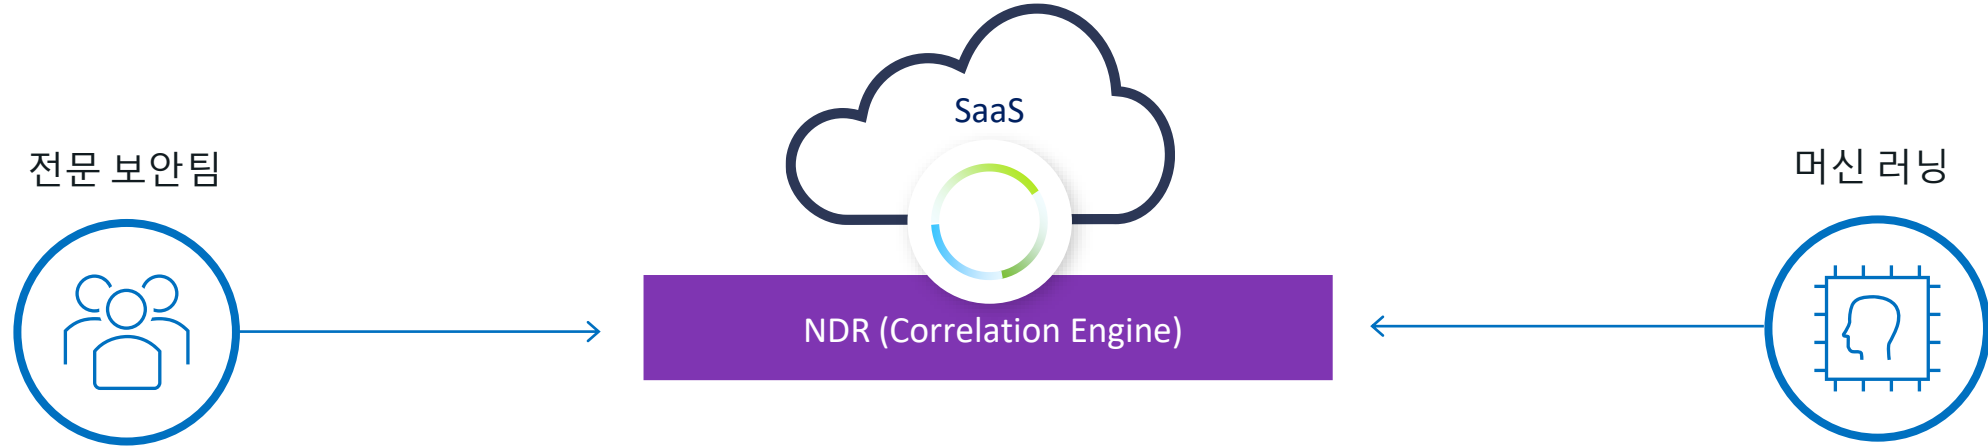 SaaS
전문 보안팀
머신 러닝
NDR (Correlation Engine)